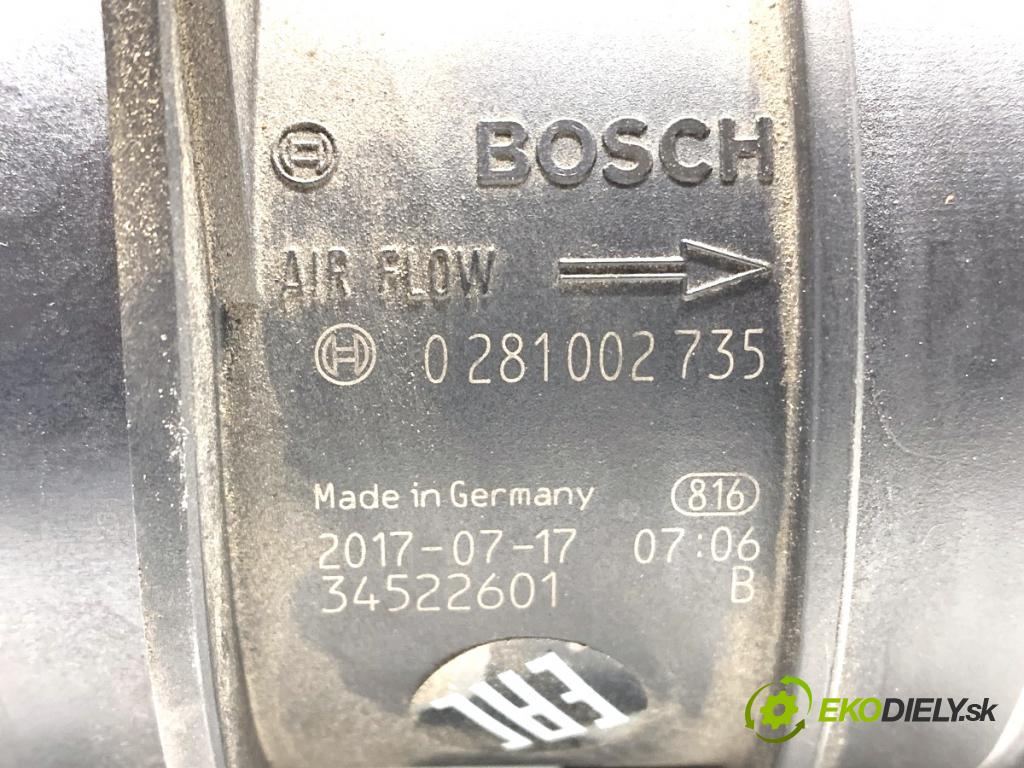 BOSCH
AIR FLOW
0 281 002 735
Made in Germany 816
2017-07-17 07:06
34522601 B
EKODIELY.sk